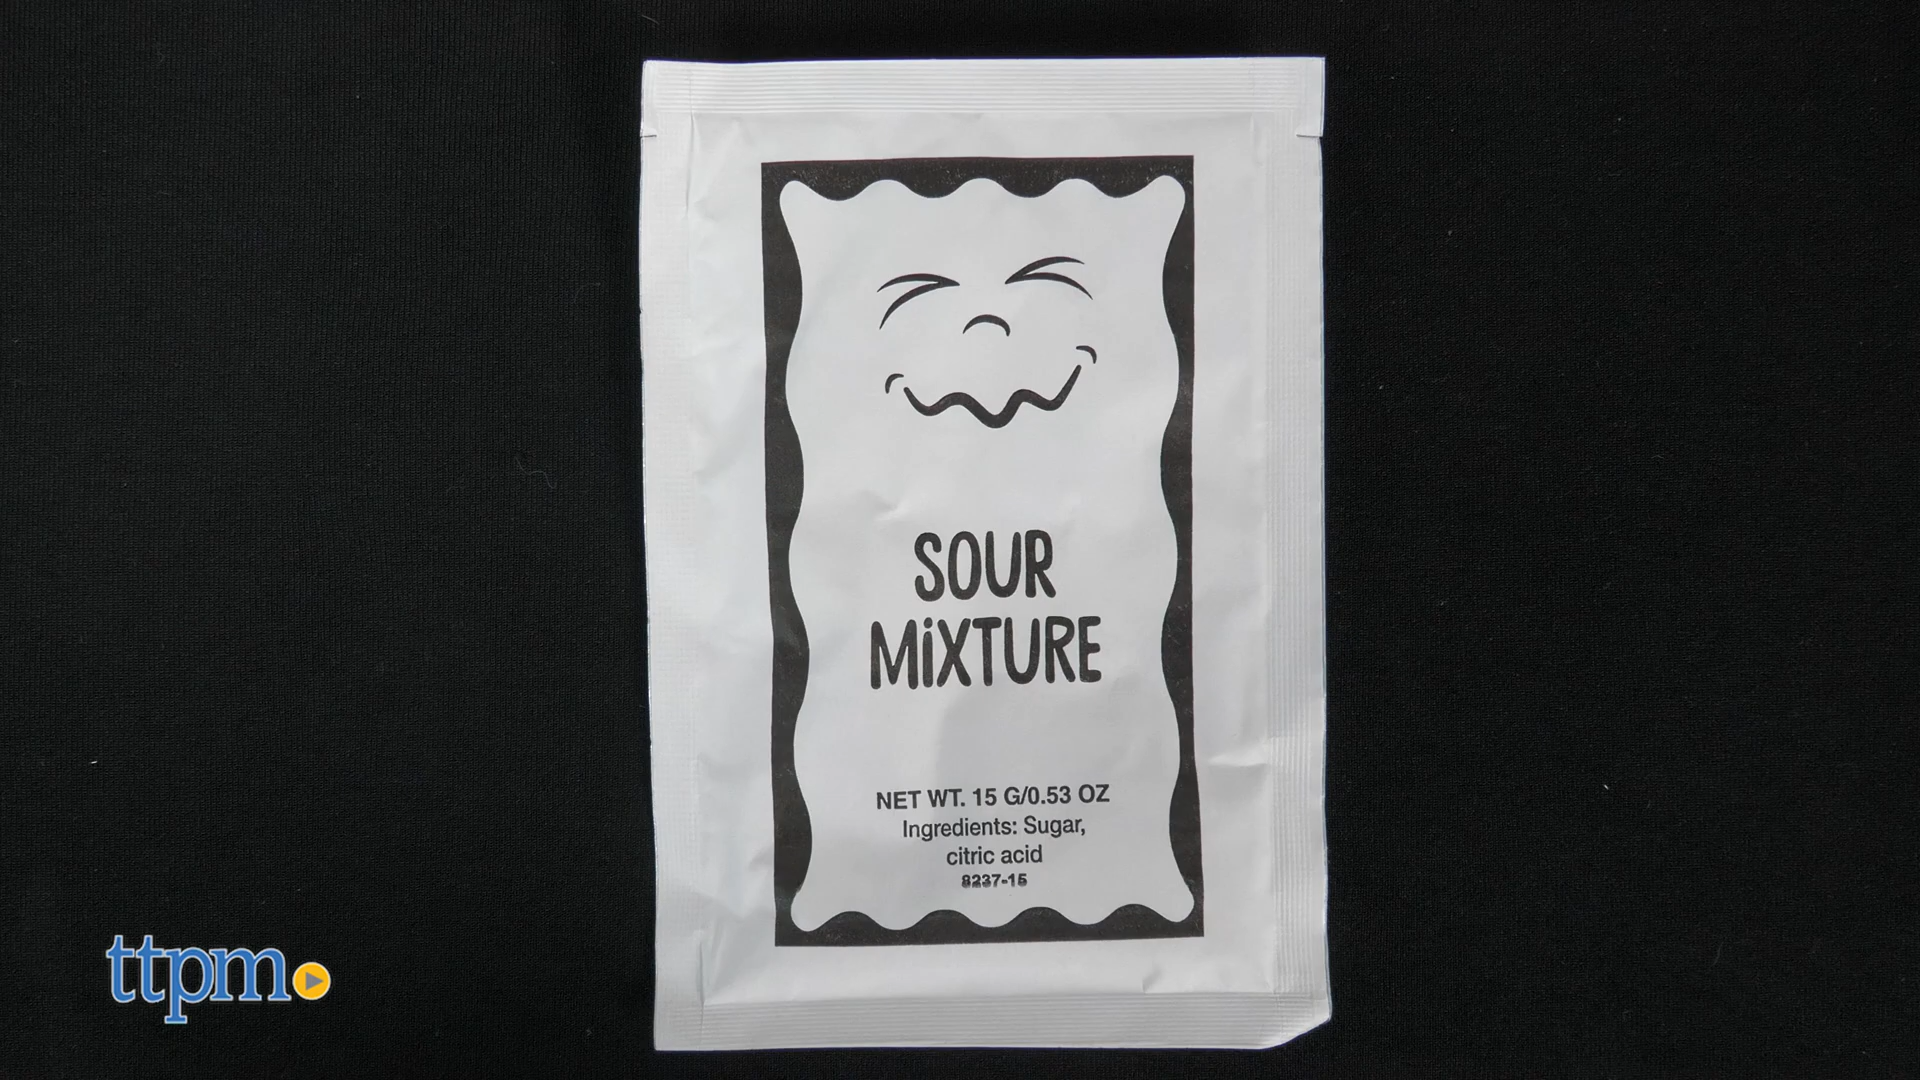 SOUR
MiXTURE
NET WT. 15 G/0.53 OZ
Ingredients: Sugar,
citric acid
8237-15
ttpm